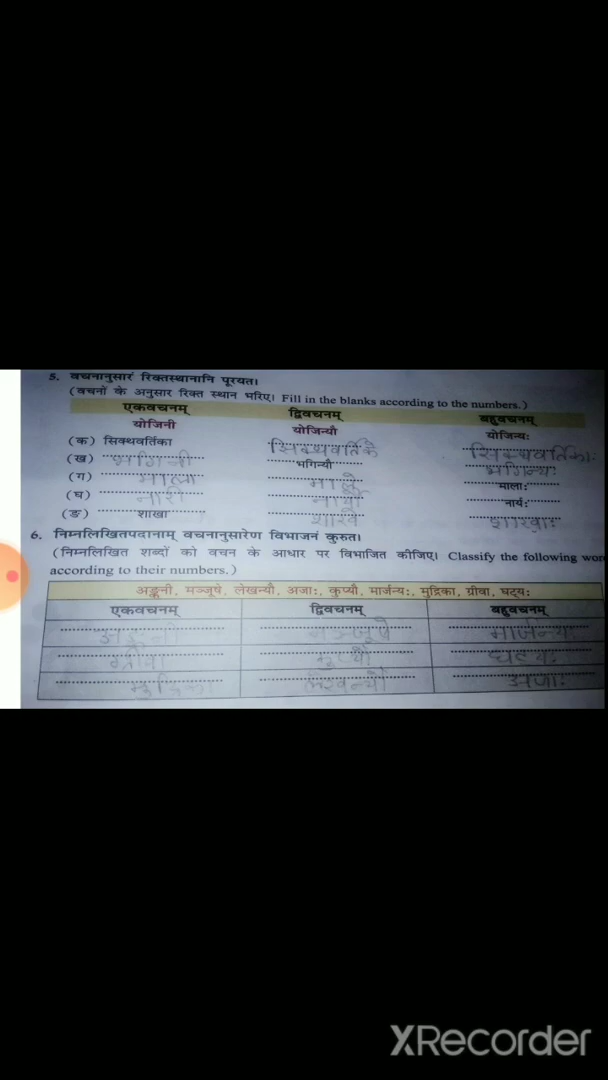 5. वचनानुसारं रिक्तस्थानानि पूरयत।
(वचनों के अनुसार रिक्त स्थान भरिए। Fill in the blanks according to the numbers.)
एकवचनम् द्विवचनम् बहुवचनम्
योजिनी योजिन्यौ योजिन्यः
(क) सिक्थवर्तिका सिक्थवर्तिके सिक्थवर्तिकाः
(ख) भगिनी भगिन्यौ भगिन्यः
(ग) माले मालाः
(घ) नारी नार्यौ नार्यः
(ङ) शाखा शाखे शाखाः
6. निम्नलिखितपदानाम् वचनानुसारेण विभाजनं कुरुत।
(निम्नलिखित शब्दों को वचन के आधार पर विभाजित कीजिए। Classify the following wor
according to their numbers.)
अङ्कनी, मञ्जूषे, लेखन्यौ, अजाः, कुप्यौ, मार्जन्यः, मुद्रिका, ग्रीवा, घट्यः
एकवचनम् द्विवचनम् बहुवचनम्
अङ्कनी मञ्जूषे मार्जन्यः
ग्रीवा कुप्यौ घट्यः
मुद्रिका लेखन्यौ अजाः
XRecorder